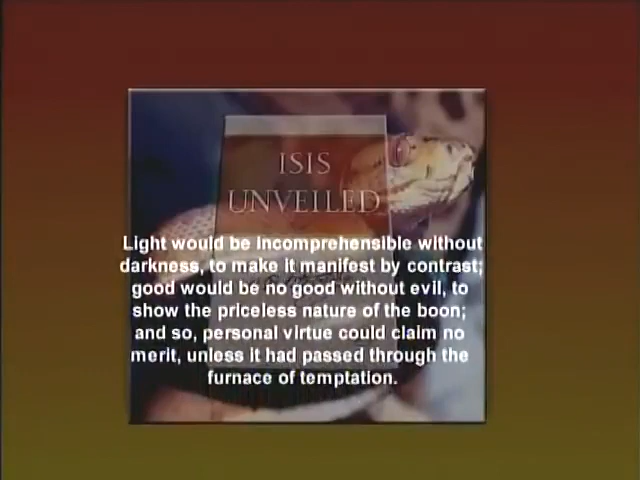 ISIS
UNVEILED
Light would be incomprehensible without
darkness, to make it manifest by contrast;
good would be no good without evil, to
show the priceless nature of the boon;
and so, personal virtue could claim no
merit, unless it had passed through the
furnace of temptation.